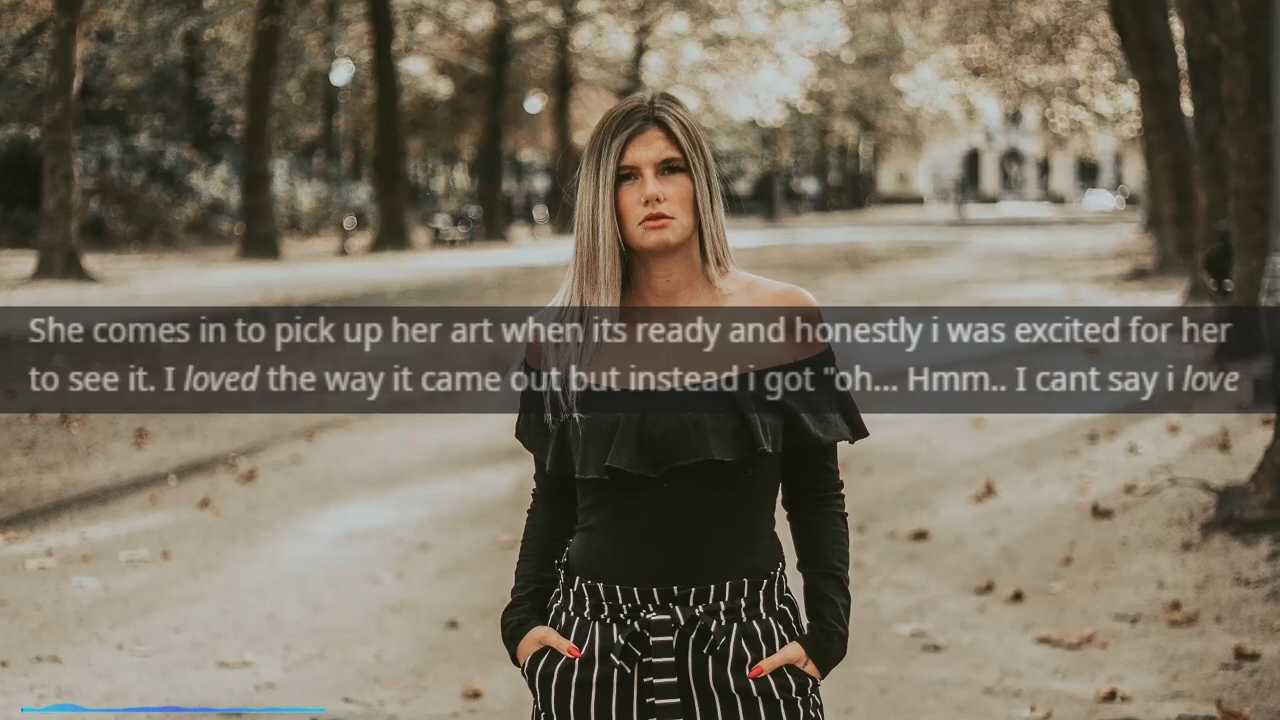 She comes in to pick up her art when its ready and honestly i was excited for her
to see it. I loved the way it came out but instead i got "oh... Hmm.. I cant say i love